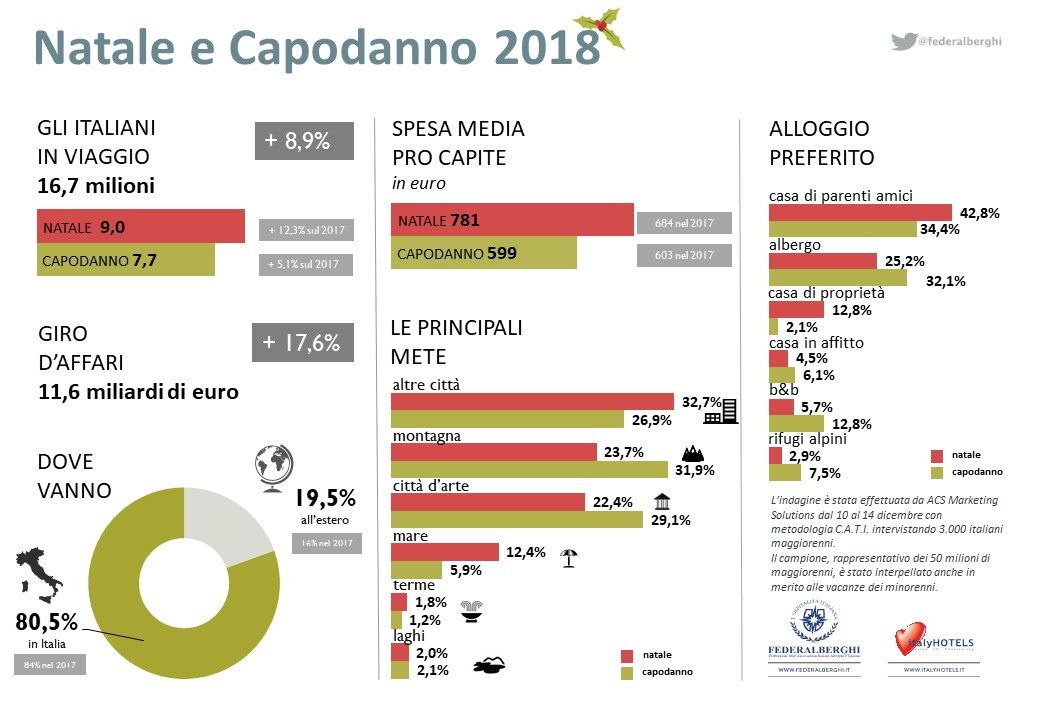 Natale e Capodanno 2018
@federalberghi
GLI ITALIANI
IN VIAGGIO
16,7 milioni
+ 8,9%
NATALE 9,0
+ 12,3% sul 2017
CAPODANNO 7,7
+ 5,1% sul 2017
GIRO
D’AFFARI
11,6 miliardi di euro
+ 17,6%
DOVE
VANNO
19,5%
all'estero
16% nel 2017
80,5%
in Italia
84% nel 2017
SPESA MEDIA
PRO CAPITE
in euro
NATALE 781
684 nel 2017
CAPODANNO 599
603 nel 2017
LE PRINCIPALI
METE
altre città
32,7%
26,9%
montagna
23,7%
31,9%
città d’arte
22,4%
29,1%
mare
12,4%
5,9%
terme
1,8%
1,2%
laghi
2,0%
2,1%
natale
capodanno
ALLOGGIO
PREFERITO
casa di parenti amici
42,8%
34,4%
albergo
25,2%
32,1%
casa di proprietà
12,8%
2,1%
casa in affitto
4,5%
6,1%
b&b
5,7%
12,8%
rifugi alpini
2,9%
7,5%
natale
capodanno
L’indagine è stata effettuata da ACS Marketing
Solutions dal 10 al 14 dicembre con
metodologia C.A.T.I. intervistando 3.000 italiani
maggiorenni.
Il campione, rappresentativo dei 50 milioni di
maggiorenni, è stato interpellato anche in
merito alle vacanze dei minorenni.
FEDERALBERGHI
WWW.FEDERALBERGHI.IT
italyHOTELS
WWW.ITALYHOTELS.IT